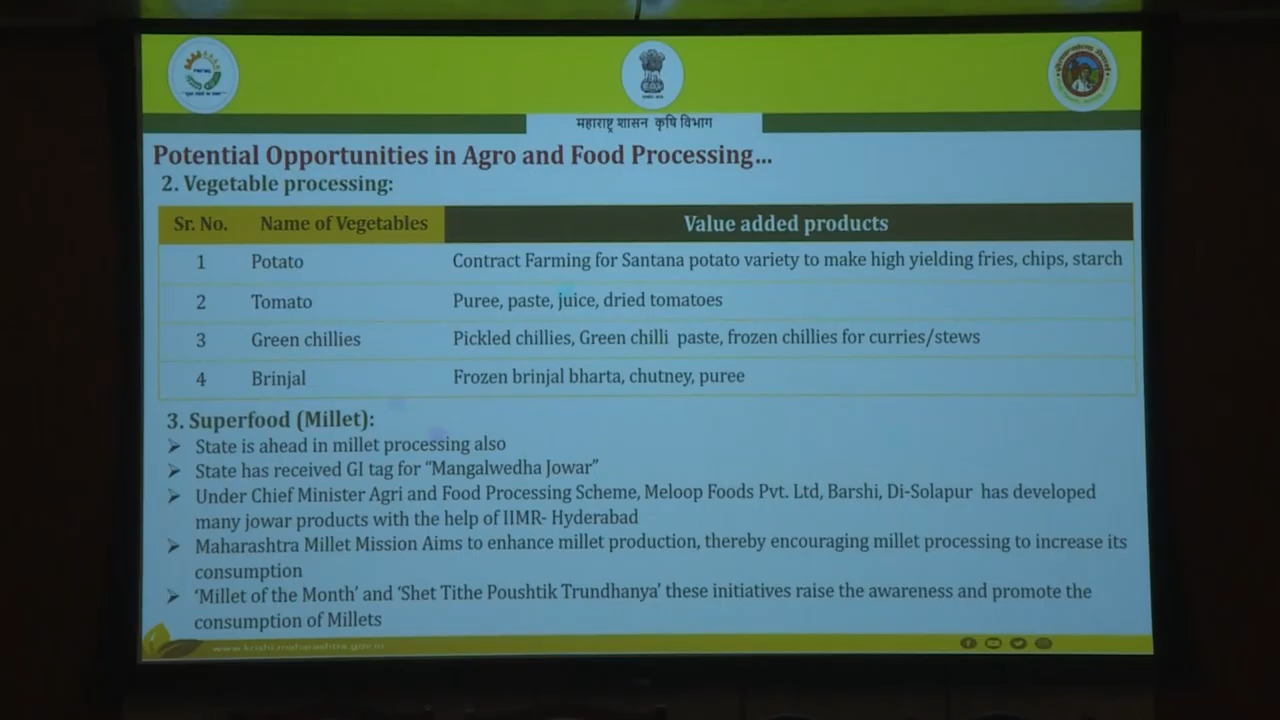 महाराष्ट्र शासन कृषि विभाग
Potential Opportunities in Agro and Food Processing...
2. Vegetable processing:
Sr. No. Name of Vegetables Value added products
1 Potato Contract Farming for Santana potato variety to make high yielding fries, chips, starch
2 Tomato Puree, paste, juice, dried tomatoes
3 Green chillies Pickled chillies, Green chilli paste, frozen chillies for curries/stews
4 Brinjal Frozen brinjal bharta, chutney, puree
3. Superfood (Millet):
➢ State is ahead in millet processing also
➢ State has received GI tag for “Mangalwedha Jowar”
➢ Under Chief Minister Agri and Food Processing Scheme, Meloop Foods Pvt. Ltd, Barshi, Di-Solapur has developed
many jowar products with the help of IIMR- Hyderabad
➢ Maharashtra Millet Mission Aims to enhance millet production, thereby encouraging millet processing to increase its
consumption
➢ ‘Millet of the Month’ and ‘Shet Tithe Poushtik Trundhanya’ these initiatives raise the awareness and promote the
consumption of Millets
www.krishi.maharashtra.gov.in